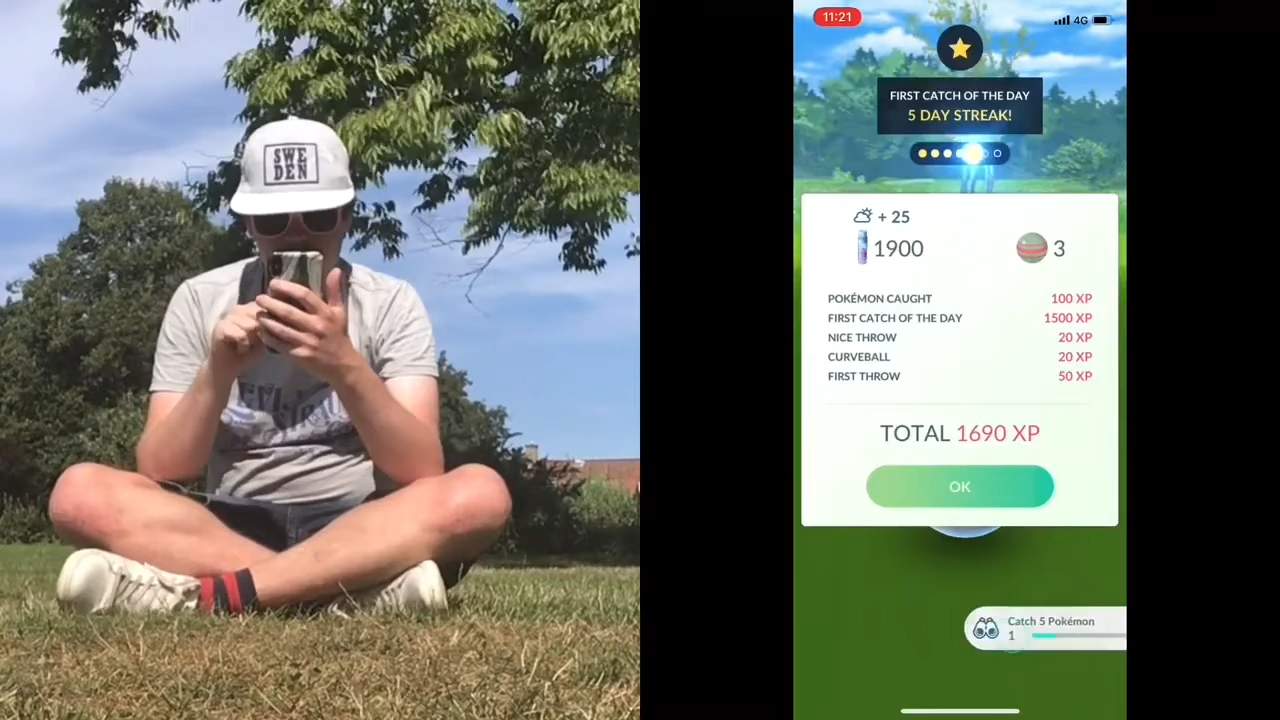 SWE
DEN
11:21
4G
FIRST CATCH OF THE DAY
5 DAY STREAK!
+ 25
1900
3
POKÉMON CAUGHT 100 XP
FIRST CATCH OF THE DAY 1500 XP
NICE THROW 20 XP
CURVEBALL 20 XP
FIRST THROW 50 XP
TOTAL 1690 XP
OK
Catch 5 Pokémon
1